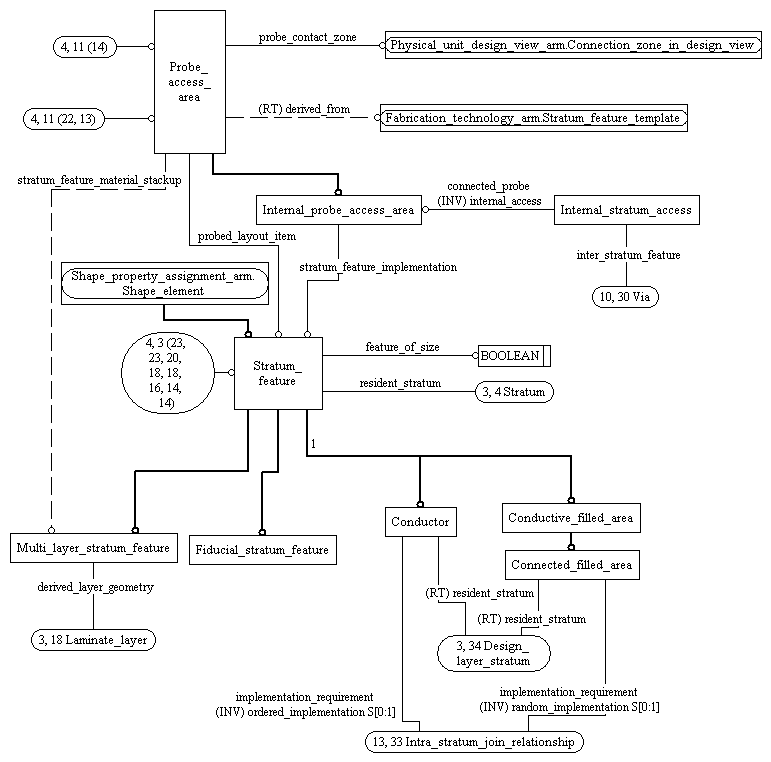 4, 11 (14)
Probe_
access_
area
probe_contact_zone
Physical_unit_design_view_arm.Connection_zone_in_design_view
4, 11 (22, 13)
(RT) derived_from
Fabrication_technology_arm.Stratum_feature_template
stratum_feature_material_stackup
connected_probe
(INV) internal_access
Internal_probe_access_area
Internal_stratum_access
probed_layout_item
inter_stratum_feature
stratum_feature_implementation
Shape_property_assignment_arm.
Shape_element
10, 30 Via
4, 3 (23,
23, 20,
18, 18,
16, 14,
14)
Stratum_
feature
feature_of_size
BOOLEAN
resident_stratum
3, 4 Stratum
1
Conductor
Conductive_filled_area
Multi_layer_stratum_feature
Fiducial_stratum_feature
Connected_filled_area
derived_layer_geometry
(RT) resident_stratum
(RT) resident_stratum
3, 18 Laminate_layer
3, 34 Design_
layer_stratum
implementation_requirement
(INV) ordered_implementation S[0:1]
implementation_requirement
(INV) random_implementation S[0:1]
13, 33 Intra_stratum_join_relationship